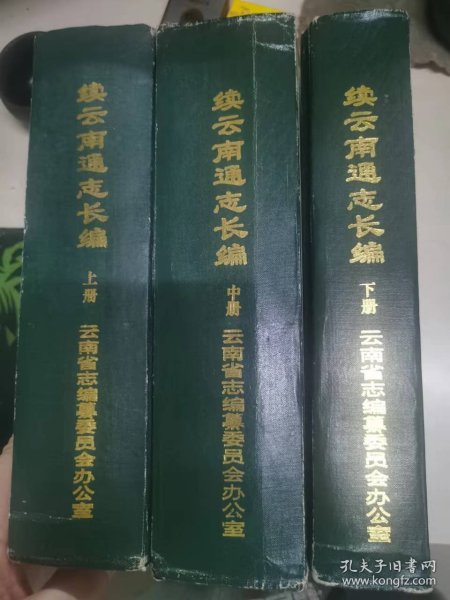 续云南通志长编
上册
云南省志编纂委员会办公室
续云南通志长编
中册
云南省志编纂委员会办公室
续云南通志长编
下册
云南省志编纂委员会办公室
孔夫子旧书网
www.kongfz.com